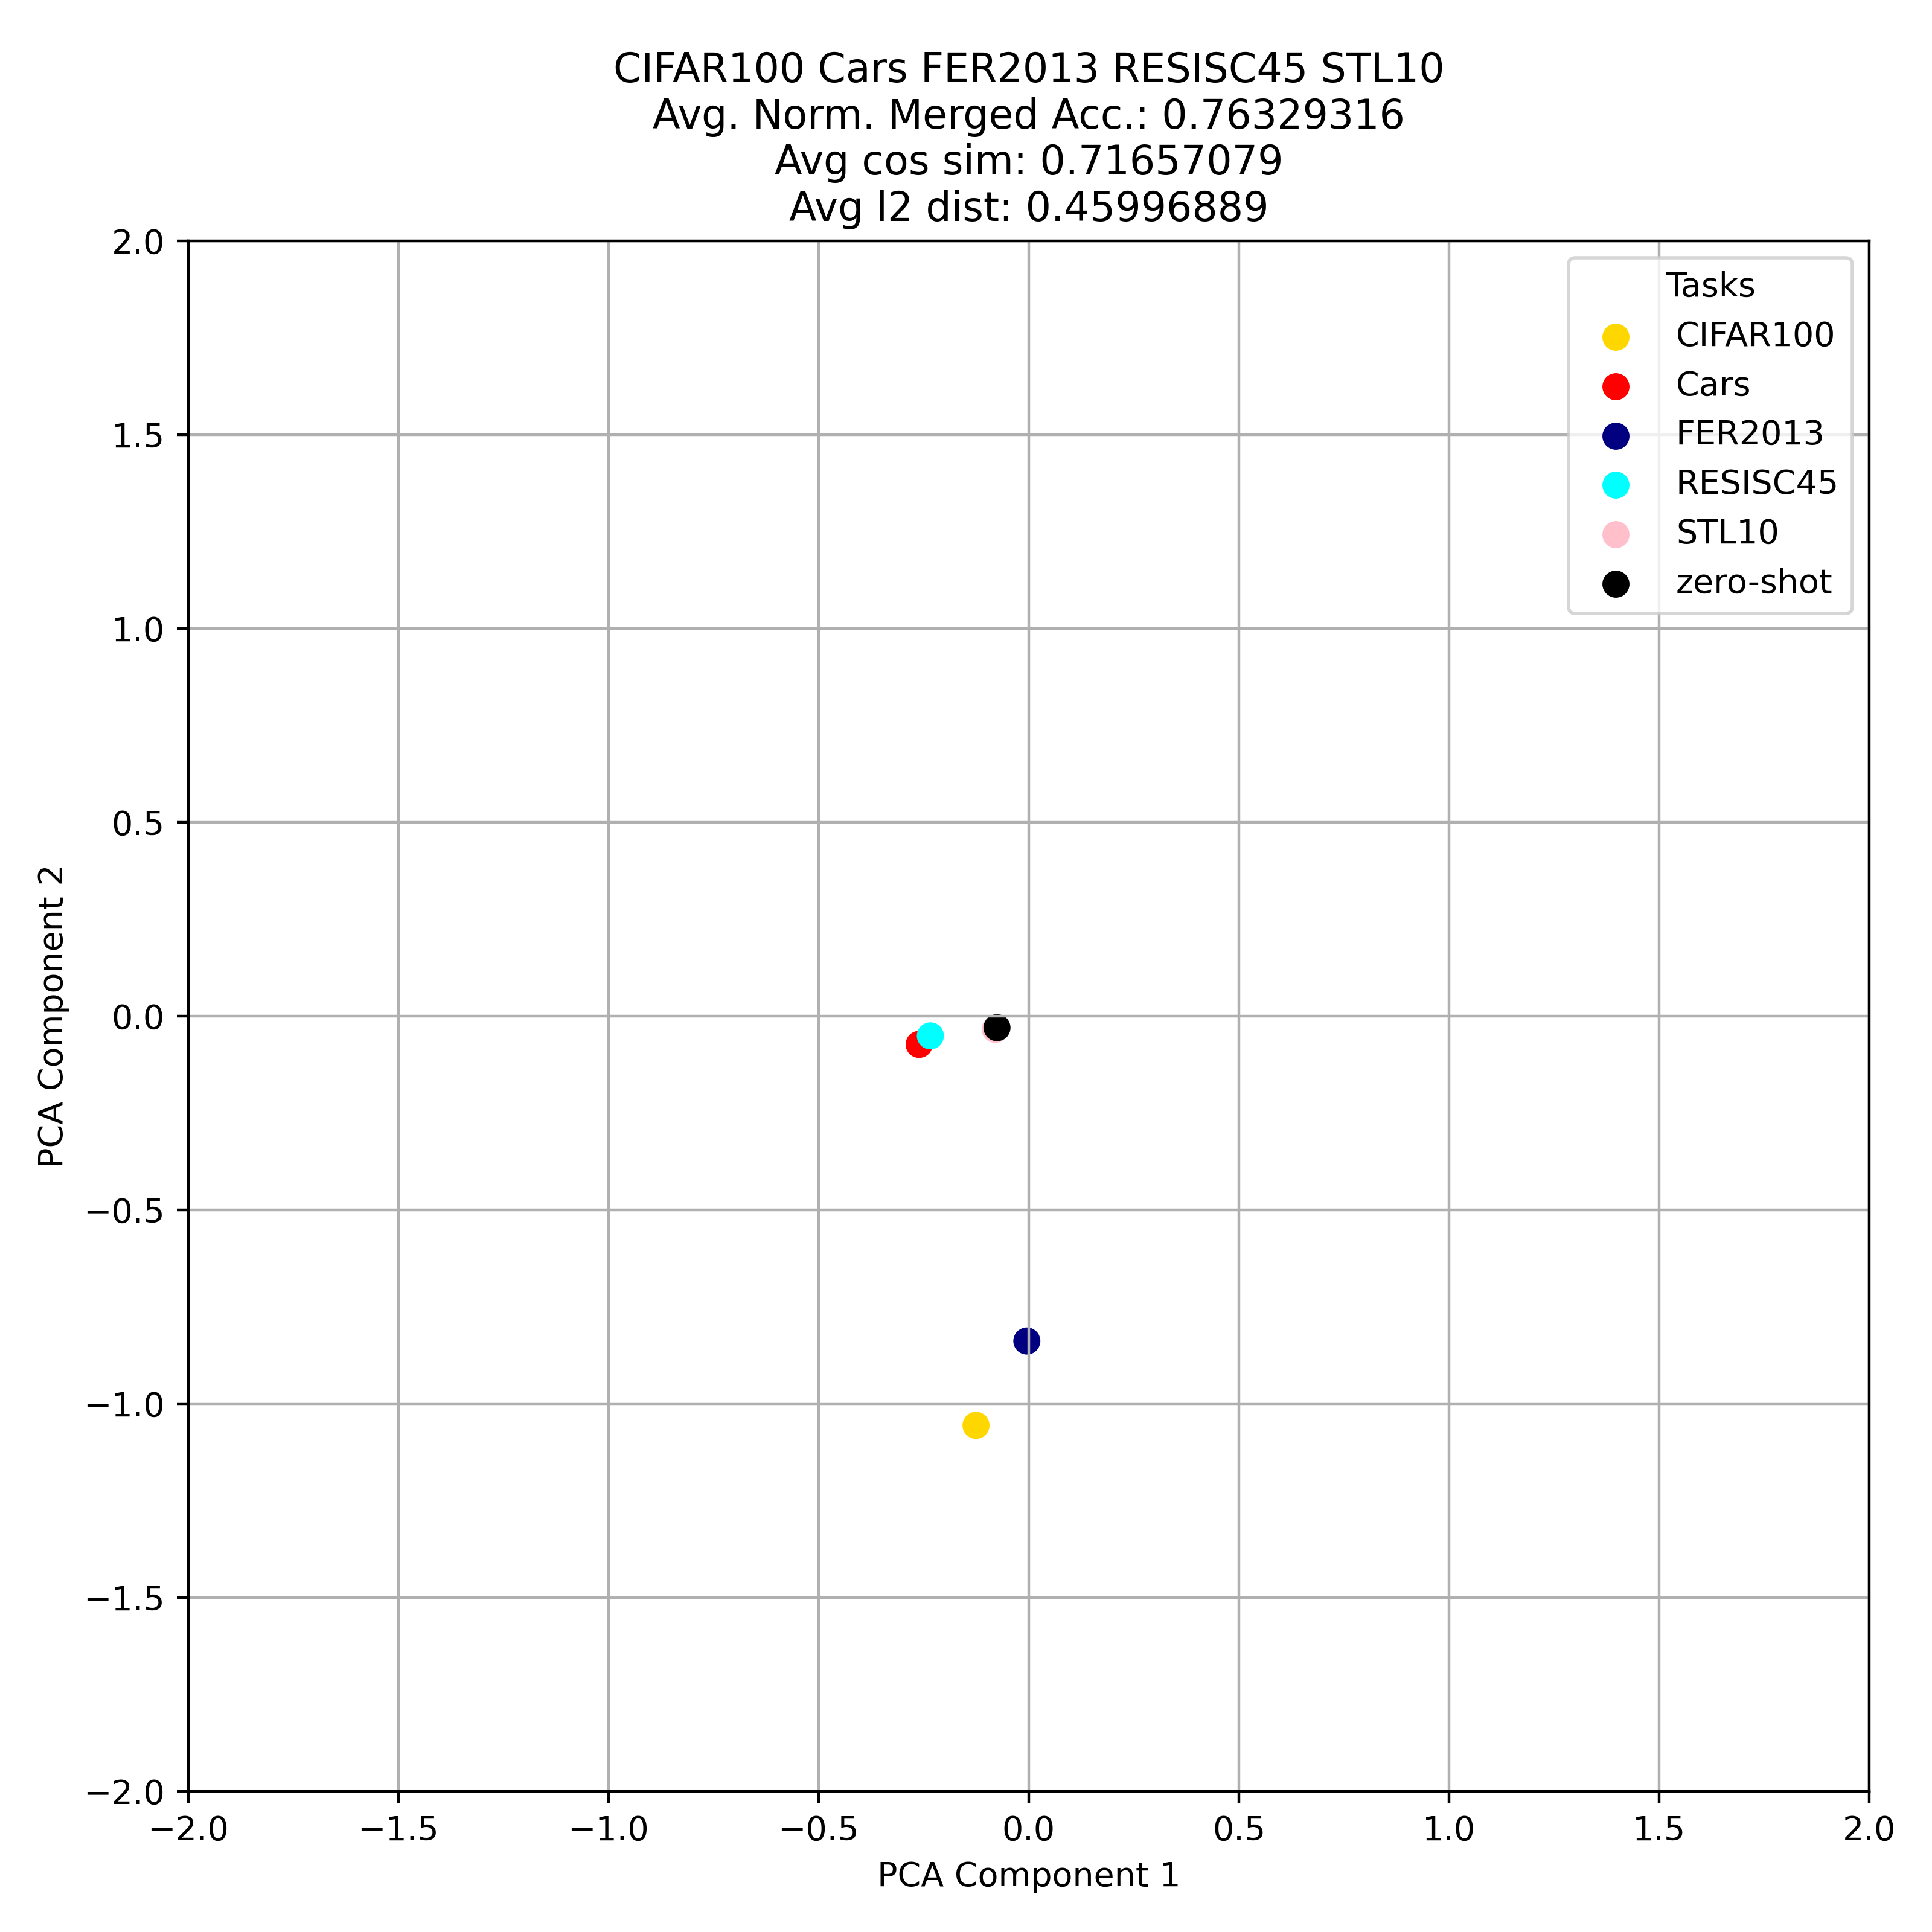 CIFAR100 Cars FER2013 RESISC45 STL10
Avg. Norm. Merged Acc.: 0.76329316
Avg cos sim: 0.71657079
Avg l2 dist: 0.45996889
Tasks
CIFAR100
Cars
FER2013
RESISC45
STL10
zero-shot
2.0
1.5
1.0
0.5
0.0
−0.5
−1.0
−1.5
−2.0
PCA Component 2
−2.0 −1.5 −1.0 −0.5 0.0 0.5 1.0 1.5 2.0
PCA Component 1